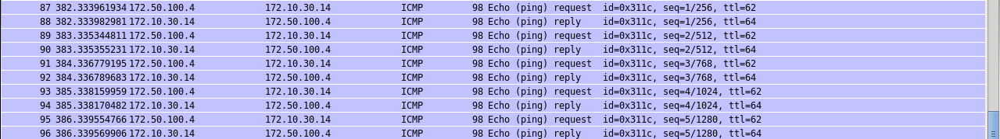 87 382.333961934 172.50.100.4 172.10.30.14 ICMP 98 Echo (ping) request id=0x311c, seq=1/256, ttl=62
88 382.333982981 172.10.30.14 172.50.100.4 ICMP 98 Echo (ping) reply id=0x311c, seq=1/256, ttl=64
89 383.335344811 172.50.100.4 172.10.30.14 ICMP 98 Echo (ping) request id=0x311c, seq=2/512, ttl=62
90 383.335355231 172.10.30.14 172.50.100.4 ICMP 98 Echo (ping) reply id=0x311c, seq=2/512, ttl=64
91 384.336779195 172.50.100.4 172.10.30.14 ICMP 98 Echo (ping) request id=0x311c, seq=3/768, ttl=62
92 384.336789683 172.10.30.14 172.50.100.4 ICMP 98 Echo (ping) reply id=0x311c, seq=3/768, ttl=64
93 385.338159959 172.50.100.4 172.10.30.14 ICMP 98 Echo (ping) request id=0x311c, seq=4/1024, ttl=62
94 385.338170482 172.10.30.14 172.50.100.4 ICMP 98 Echo (ping) reply id=0x311c, seq=4/1024, ttl=64
95 386.339554766 172.50.100.4 172.10.30.14 ICMP 98 Echo (ping) request id=0x311c, seq=5/1280, ttl=62
96 386.339569906 172.10.30.14 172.50.100.4 ICMP 98 Echo (ping) reply id=0x311c, seq=5/1280, ttl=64